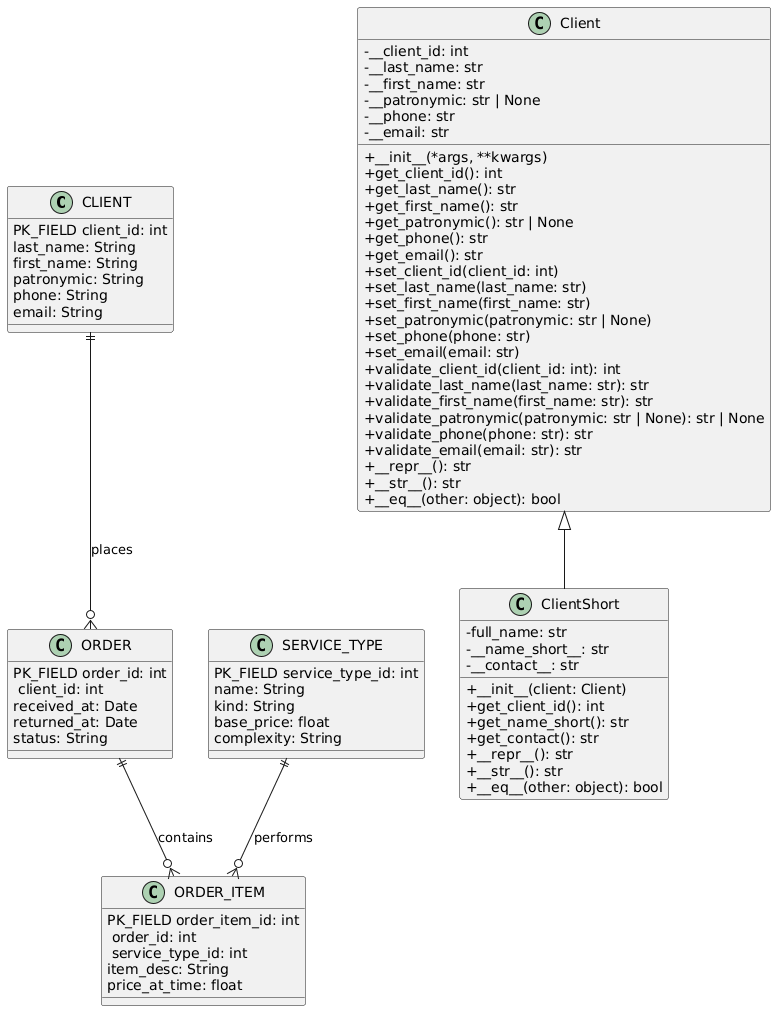 C Client
-__client_id: int
-__last_name: str
-__first_name: str
-__patronymic: str | None
-__phone: str
-__email: str
+__init__(*args, **kwargs)
+get_client_id(): int
+get_last_name(): str
+get_first_name(): str
+get_patronymic(): str | None
+get_phone(): str
+get_email(): str
+set_client_id(client_id: int)
+set_last_name(last_name: str)
+set_first_name(first_name: str)
+set_patronymic(patronymic: str | None)
+set_phone(phone: str)
+set_email(email: str)
+validate_client_id(client_id: int): int
+validate_last_name(last_name: str): str
+validate_first_name(first_name: str): str
+validate_patronymic(patronymic: str | None): str | None
+validate_phone(phone: str): str
+validate_email(email: str): str
+__repr__(): str
+__str__(): str
+__eq__(other: object): bool
C CLIENT
PK_FIELD client_id: int
last_name: String
first_name: String
patronymic: String
phone: String
email: String
places
C ORDER
PK_FIELD order_id: int
client_id: int
received_at: Date
returned_at: Date
status: String
C SERVICE_TYPE
PK_FIELD service_type_id: int
name: String
kind: String
base_price: float
complexity: String
C ClientShort
-full_name: str
-__name_short__: str
-__contact__: str
+__init__(client: Client)
+get_client_id(): int
+get_name_short(): str
+get_contact(): str
+__repr__(): str
+__str__(): str
+__eq__(other: object): bool
contains
performs
C ORDER_ITEM
PK_FIELD order_item_id: int
order_id: int
service_type_id: int
item_desc: String
price_at_time: float